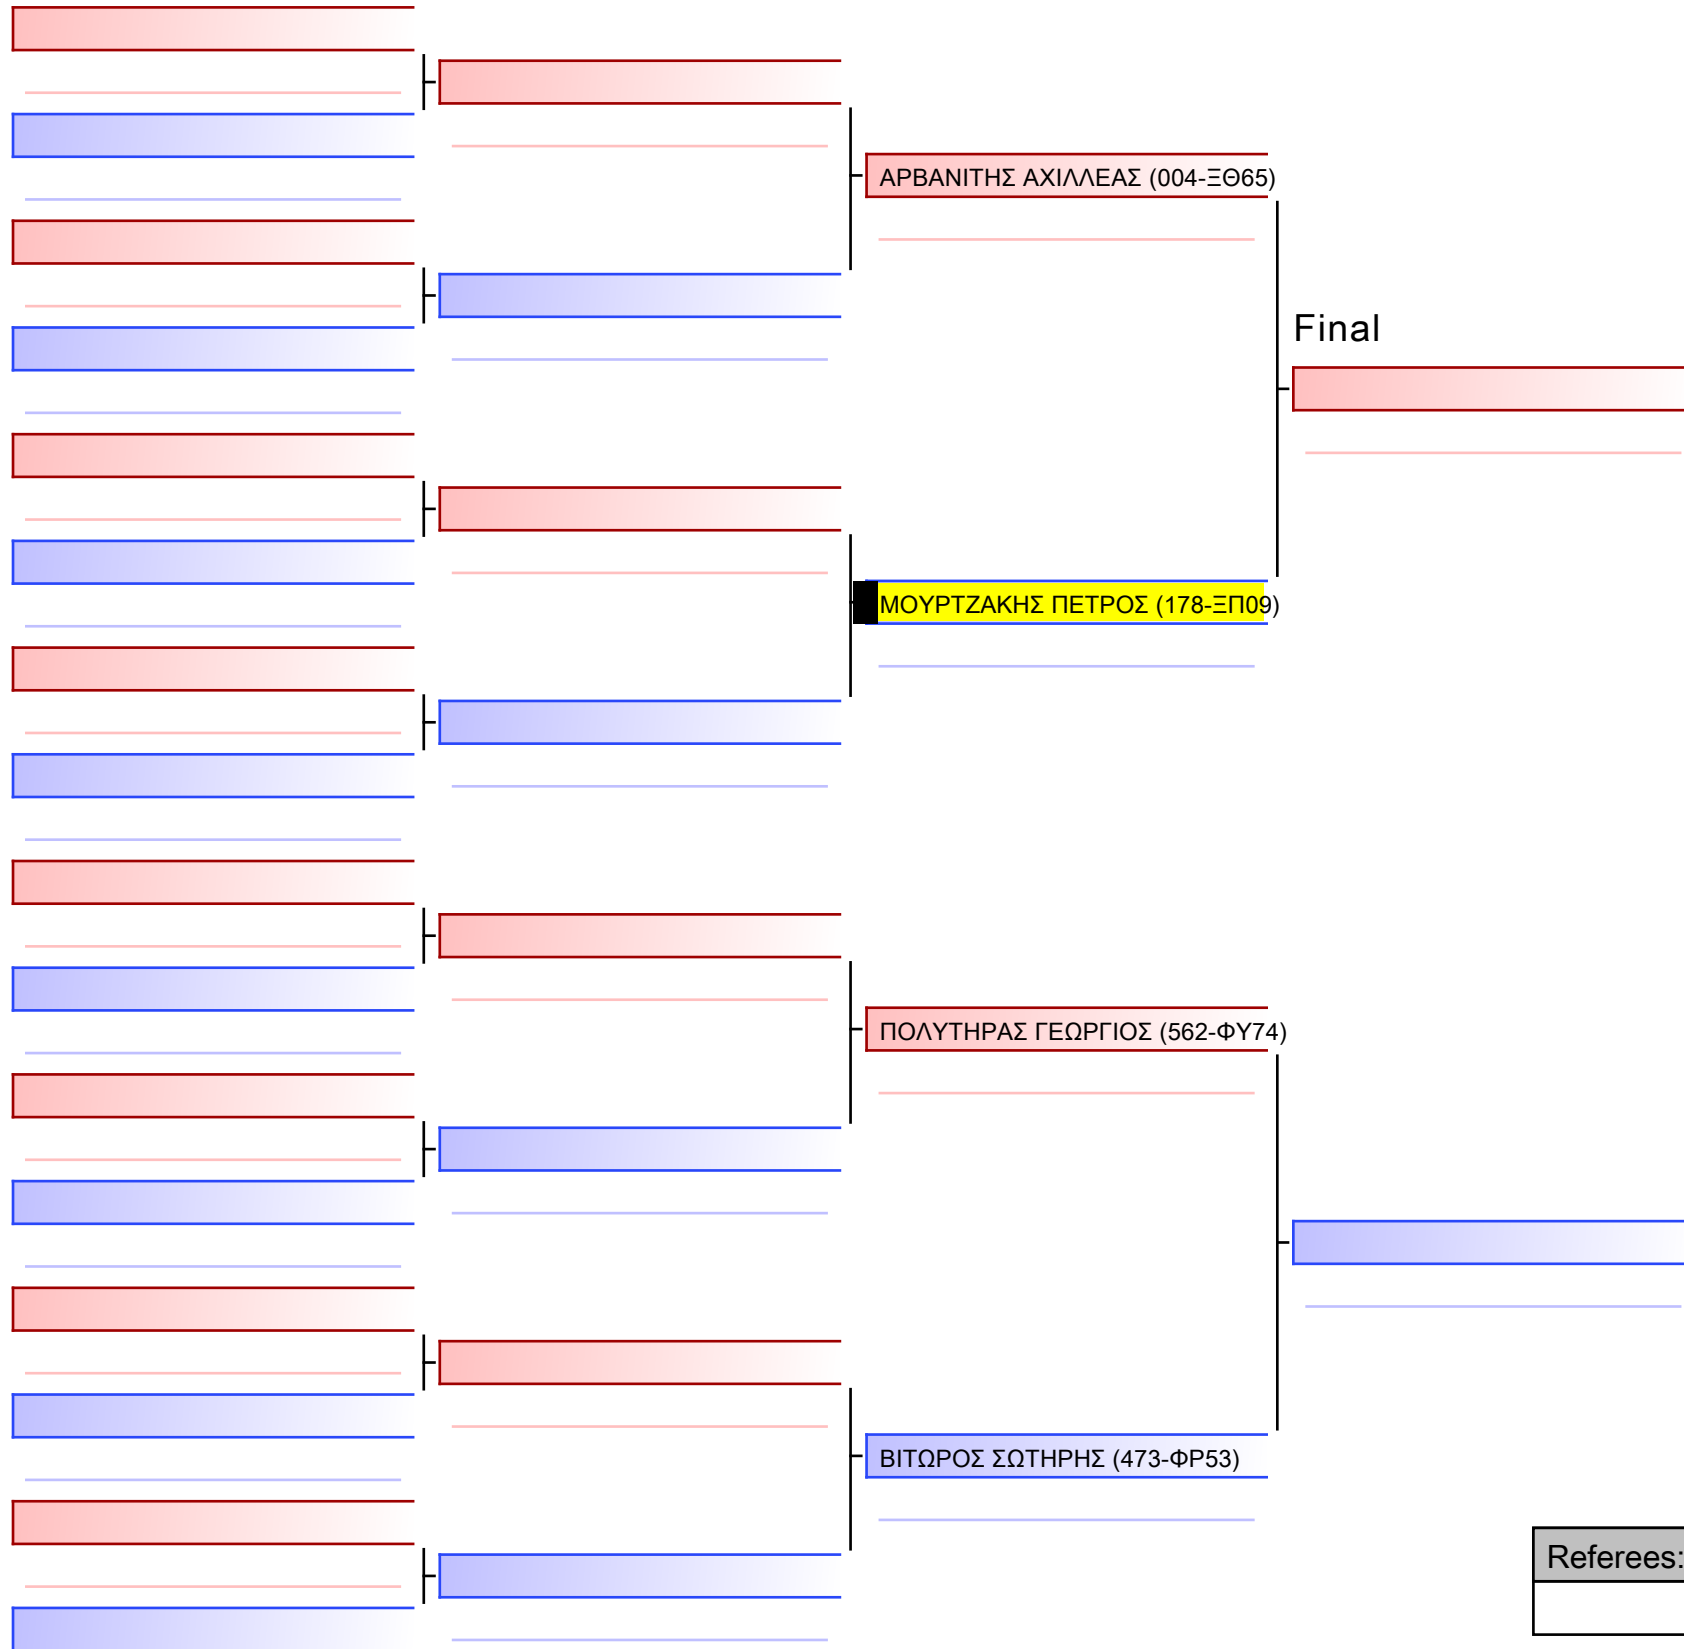 ΑΡΒΑΝΙΤΗΣ ΑΧΙΛΛΕΑΣ (004-ΞΘ65)
Final
ΜΟΥΡΤΖΑΚΗΣ ΠΕΤΡΟΣ (178-ΞΠ09)
ΠΟΛΥΤΗΡΑΣ ΓΕΩΡΓΙΟΣ (562-ΦΥ74)
ΒΙΤΩΡΟΣ ΣΩΤΗΡΗΣ (473-ΦΡ53)
Referees: